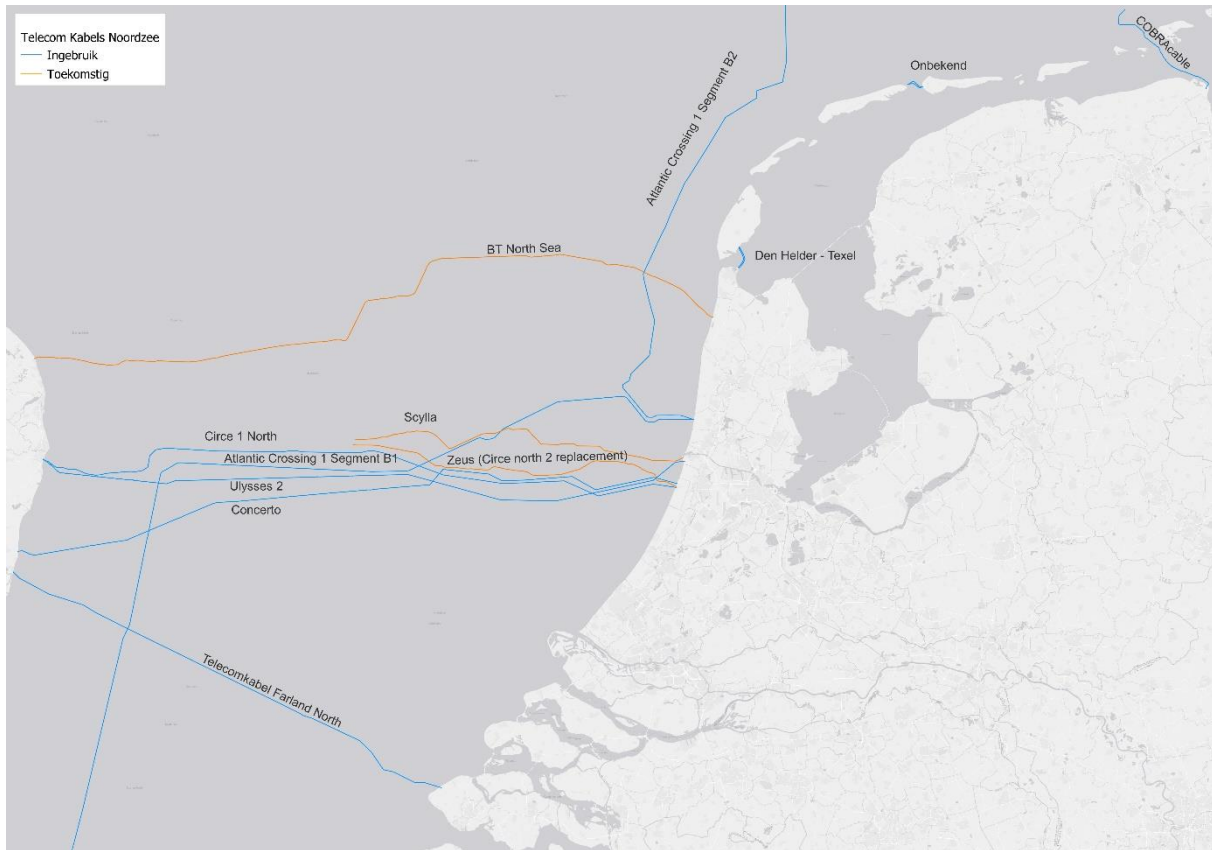 Telecom Kabels Noordzee
Ingebruik
Toekomstig
COBRAcable
Onbekend
Atlantic Crossing 1 Segment B2
BT North Sea
Den Helder - Texel
Scylla
Circe 1 North
Zeus (Circe north 2 replacement)
Atlantic Crossing 1 Segment B1
Ulysses 2
Concerto
Telecomkabel Farland North